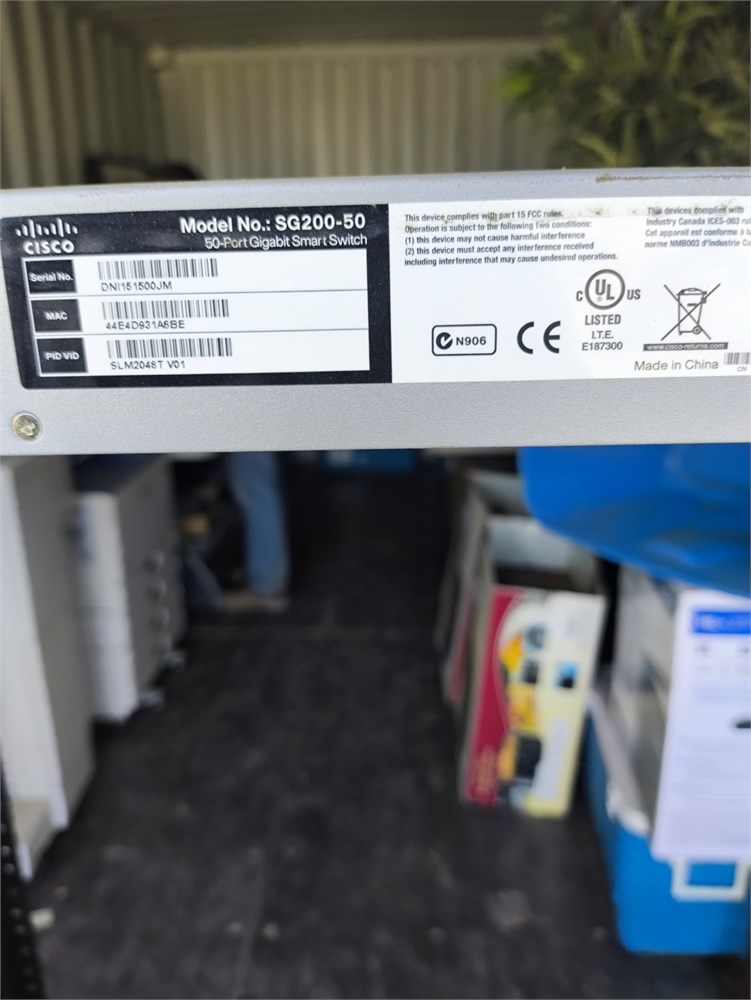 CISCO
Model No.: SG200-50
50-Port Gigabit Smart Switch
Serial No.
DNI151500JM
MAC
44E4D931A6BE
PID VID
SLM2048T V01
This device complies with part 15 FCC rules.
Operation is subject to the following two conditions:
(1) this device may not cause harmful interference
(2) this device must accept any interference received
including interference that may cause undesired operations.
This devices complies with
Industry Canada ICES-003
Cet appareil est conforme à
norme NMB003 d'Industrie
N906
CE
C UL US
LISTED
I.T.E.
E187300
www.cisco-returns.com
Made in China
CN